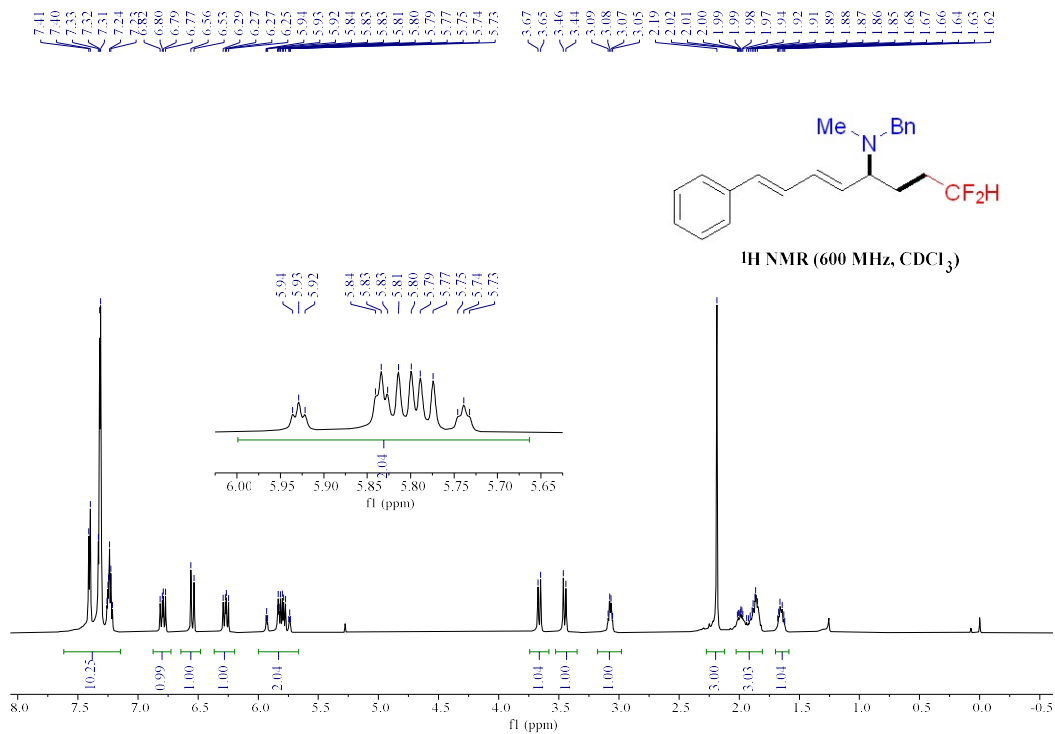 7.41 7.40 7.33 7.32 7.31 7.24 7.23 6.82 6.80 6.79 6.77 6.56 6.53 6.29 6.27 6.27 6.25 5.94 5.93 5.92 5.84 5.83 5.83 5.81 5.80 5.79 5.77 5.75 5.74 5.73 3.67 3.65 3.46 3.44 3.09 3.08 3.07 3.05 2.19 2.02 2.01 2.00 1.99 1.99 1.98 1.97 1.94 1.92 1.91 1.89 1.88 1.87 1.86 1.85 1.68 1.67 1.66 1.64 1.63 1.62
Me
Bn
N
CF2H
1H NMR (600 MHz, CDCl3)
5.94 5.93 5.92 5.84 5.83 5.83 5.81 5.80 5.79 5.77 5.75 5.74 5.73
2.04
6.00 5.95 5.90 5.85 5.80 5.75 5.70 5.65
f1 (ppm)
10.25 0.99 1.00 1.00 2.04 1.04 1.00 1.00 3.00 3.03 1.04
8.0 7.5 7.0 6.5 6.0 5.5 5.0 4.5 4.0 3.5 3.0 2.5 2.0 1.5 1.0 0.5 0.0 -0.5
f1 (ppm)